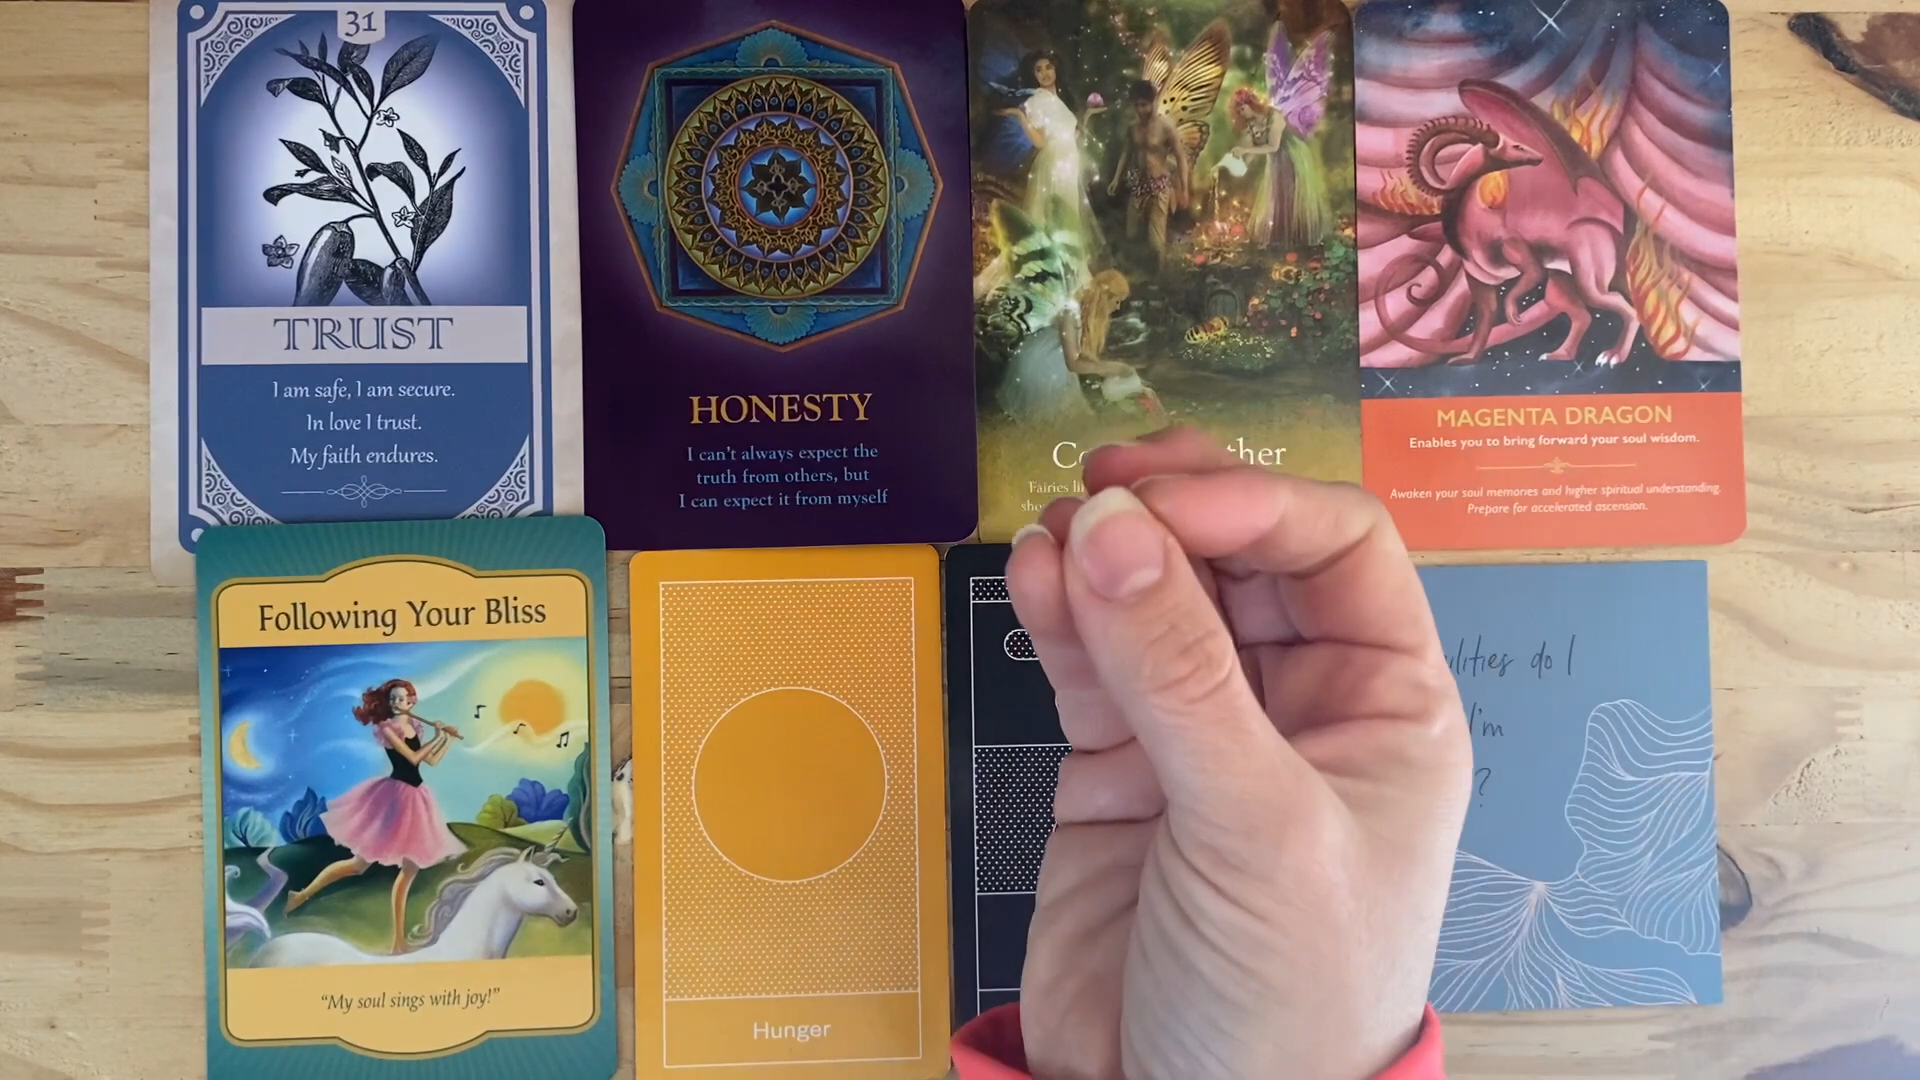 31
TRUST
I am safe, I am secure.
In love I trust.
My faith endures.
HONESTY
I can't always expect the
truth from others, but
I can expect it from myself
Fairies
MAGENTA DRAGON
Enables you to bring forward your soul wisdom.
Awaken your soul memories and higher spiritual understanding.
Prepare for accelerated ascension.
Following Your Bliss
"My soul sings with joy!"
Hunger
do I
I'm
?